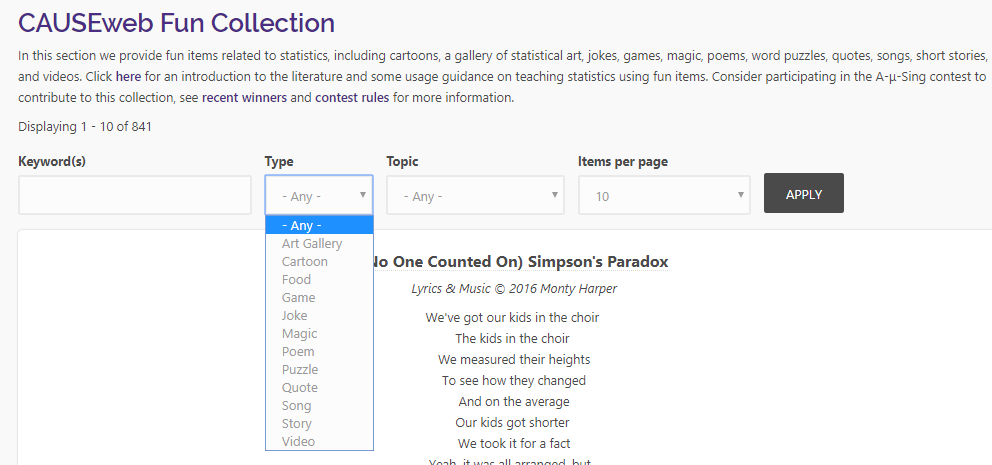 CAUSEweb Fun Collection
In this section we provide fun items related to statistics, including cartoons, a gallery of statistical art, jokes, games, magic, poems, word puzzles, quotes, songs, short stories,
and videos. Click here for an introduction to the literature and some usage guidance on teaching statistics using fun items. Consider participating in the A-µ-Sing contest to
contribute to this collection, see recent winners and contest rules for more information.
Displaying 1 - 10 of 841
Keyword(s) Type Topic Items per page
- Any - - Any - 10 APPLY
- Any -
Art Gallery
Cartoon
Food
Game
Joke
Magic
Poem
Puzzle
Quote
Song
Story
Video
No One Counted On) Simpson's Paradox
Lyrics & Music © 2016 Monty Harper
We've got our kids in the choir
The kids in the choir
We measured their heights
To see how they changed
And on the average
Our kids got shorter
We took it for a fact
Yeah, it was all arranged, but